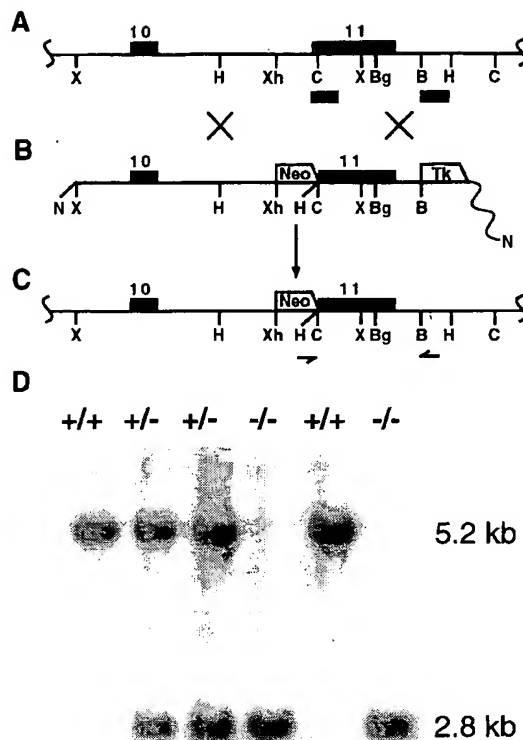 A
10 11
X H Xh C X Bg B H C
B
10 Neo 11 Tk
N X H Xh H C X Bg B N
C
10 Neo 11
X H Xh H C X Bg B H C
D
+/+ +/- +/- -/- +/+ -/-
5.2 kb
2.8 kb